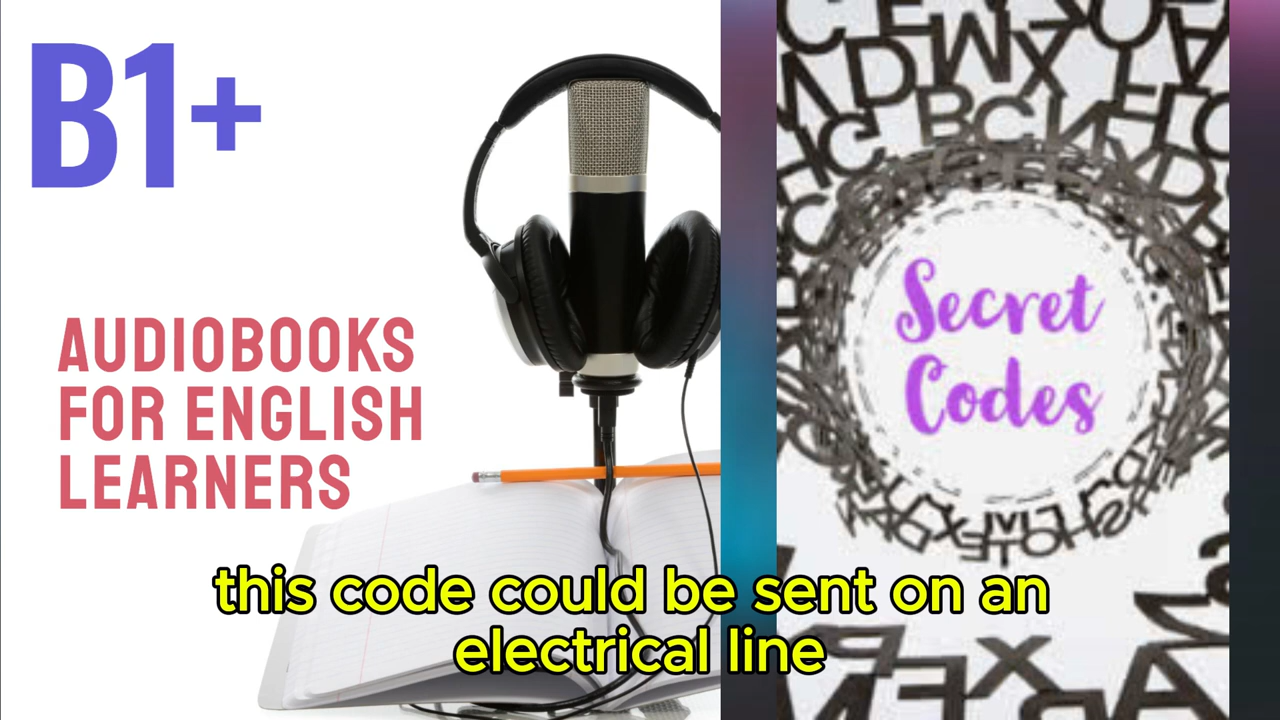 B1+
AUDIOBOOKS
FOR ENGLISH
LEARNERS
Secret
Codes
this code could be sent on an
electrical line